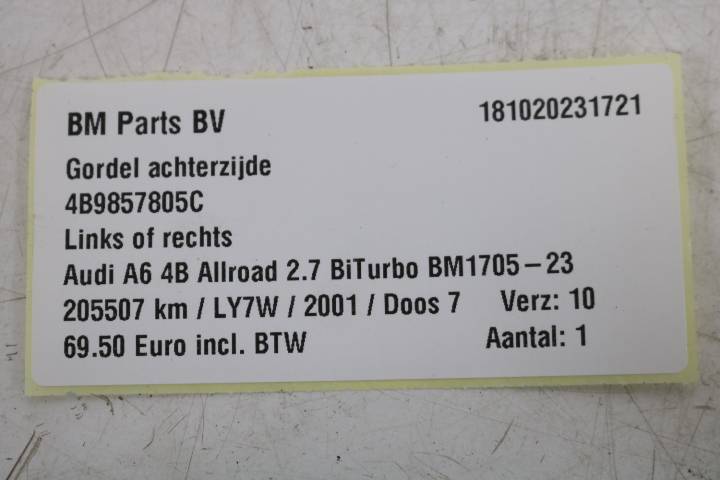 BM Parts BV 181020231721
Gordel achterzijde
4B9857805C
Links of rechts
Audi A6 4B Allroad 2.7 BiTurbo BM1705-23
205507 km / LY7W / 2001 / Doos 7 Verz: 10
69.50 Euro incl. BTW Aantal: 1